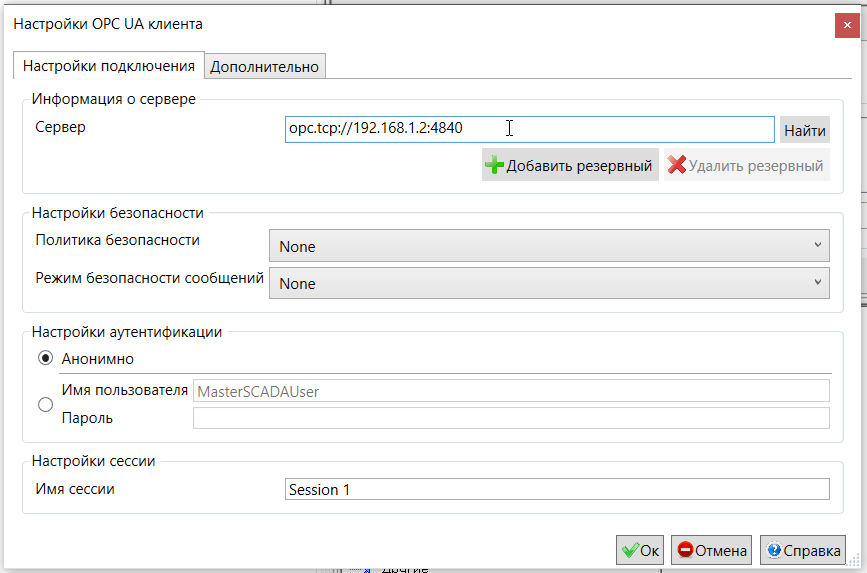 Настройки OPC UA клиента
Настройки подключения Дополнительно
Информация о сервере
Сервер opc.tcp://192.168.1.2:4840 Найти
Добавить резервный Удалить резервный
Настройки безопасности
Политика безопасности None
Режим безопасности сообщений None
Настройки аутентификации
Анонимно
Имя пользователя MasterSCADAUser
Пароль
Настройки сессии
Имя сессии Session 1
Ок Отмена Справка
Другие